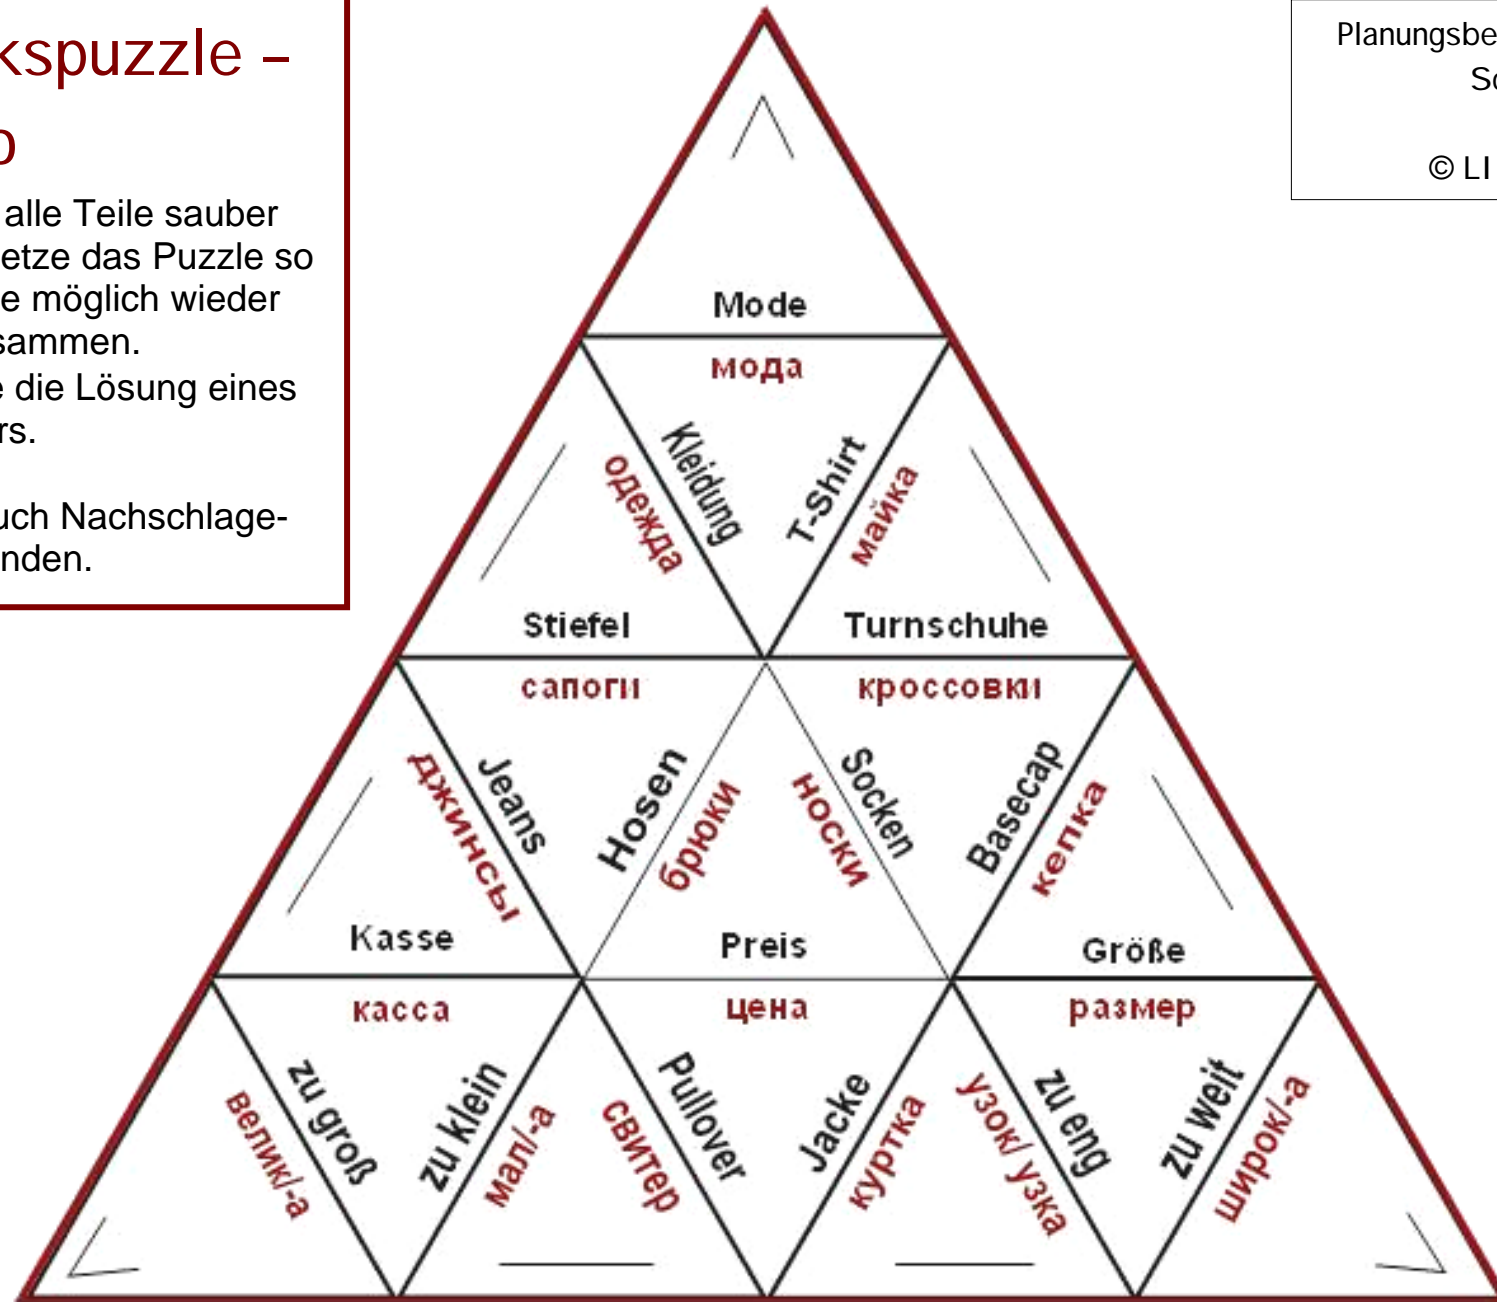 kspuzzle –
alle Teile sauber
etze das Puzzle so
e möglich wieder
sammen.
e die Lösung eines
rs.
uch Nachschlage-
nden.
Planungsbe
Sc
© LI
Mode
мода
Kleidung
одежда
T-Shirt
майка
Stiefel
сапоги
Turnschuhe
кроссовки
Jeans
джинсы
Hosen
брюки
Socken
носки
Basecap
кепка
Kasse
касса
Preis
цена
Größe
размер
zu groß
велик/-а
zu klein
мал/-а
Pullover
свитер
Jacke
куртка
zu eng
узок/ узка
zu weit
широк/-а